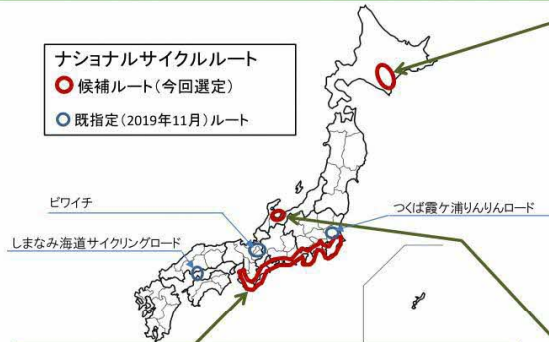 ナショナルサイクルルート
候補ルート(今回選定)
既指定(2019年11月)ルート
ビワイチ
つくば霞ケ浦りんりんロード
しまなみ海道サイクリングロード